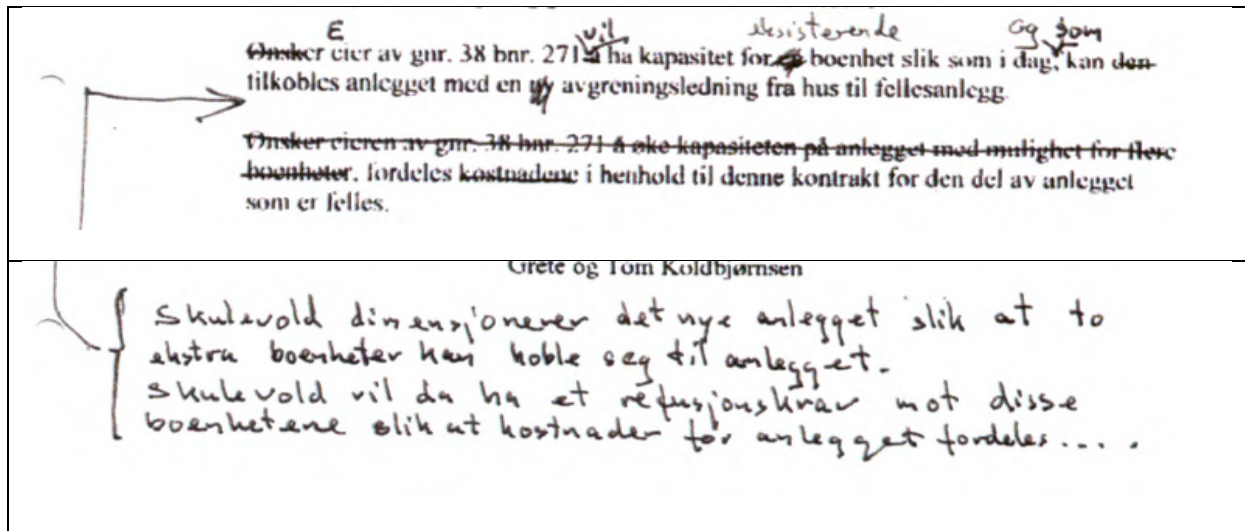 E vil eksisterende og som
Ønsker eier av gnr. 38 bnr. 271 å ha kapasitet for boenhet slik som i dag, kan den
tilkobles anlegget med en ny avgreningsledning fra hus til fellesanlegg.
Ønsker eieren av gnr. 38 bnr. 271 å øke kapasiteten på anlegget med mulighet for flere
boenheter, fordeles kostnadene i henhold til denne kontrakt for den del av anlegget
som er felles.
Grete og Tom Koldbjørnsen
Skulevold dimensjonerer det nye anlegget slik at to
ekstra boenheter kan koble seg til anlegget.
Skulevold vil da ha et refusjonskrav mot disse
boenhetene slik at kostnader for anlegget fordeles....